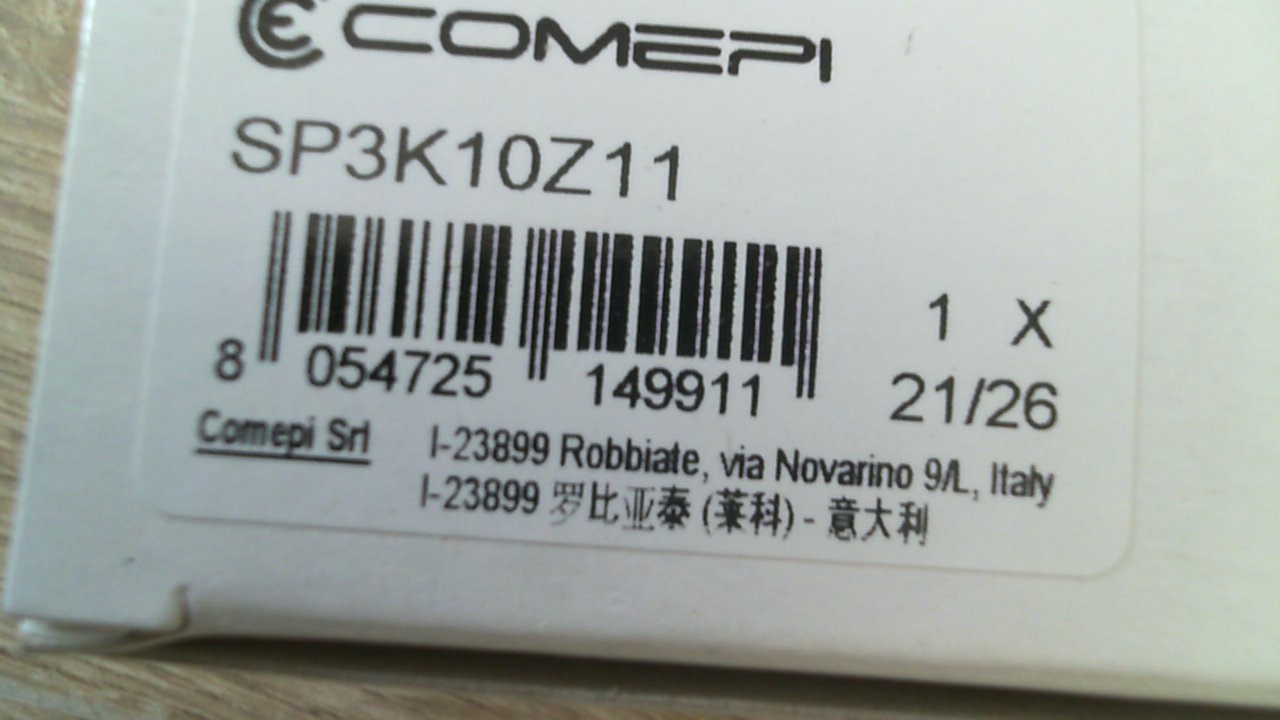 COMEPI
SP3K10Z11
8 054725 149911
1 X
21/26
Comepi Srl
I-23899 Robbiate, via Novarino 9/L, Italy
I-23899 罗比亚泰 (莱科) - 意大利